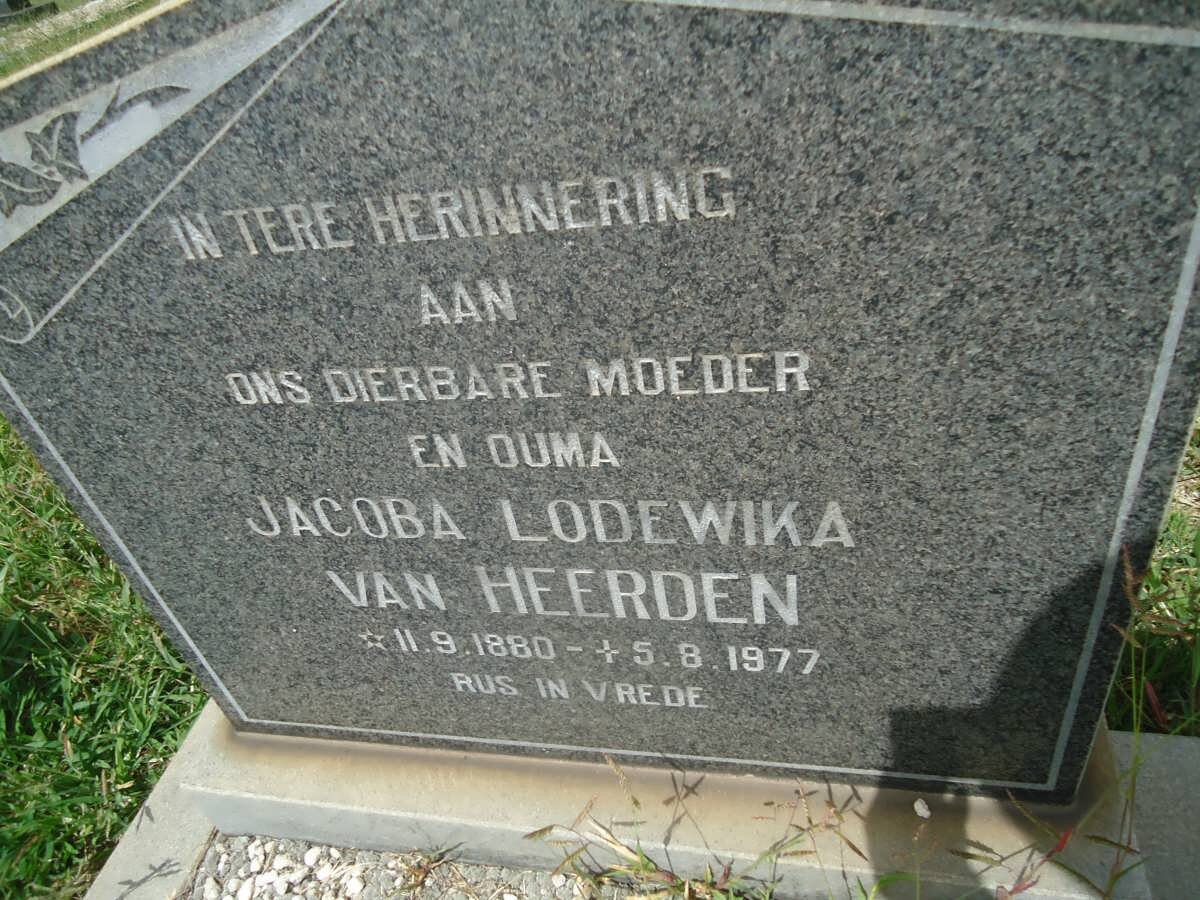 IN TERE HERINNERING
AAN
ONS DIERBARE MOEDER
EN OUMA
JACOBA LODEWIKA
VAN HEERDEN
☆11.9.1880 - ✝5.8.1977
RUS IN VREDE